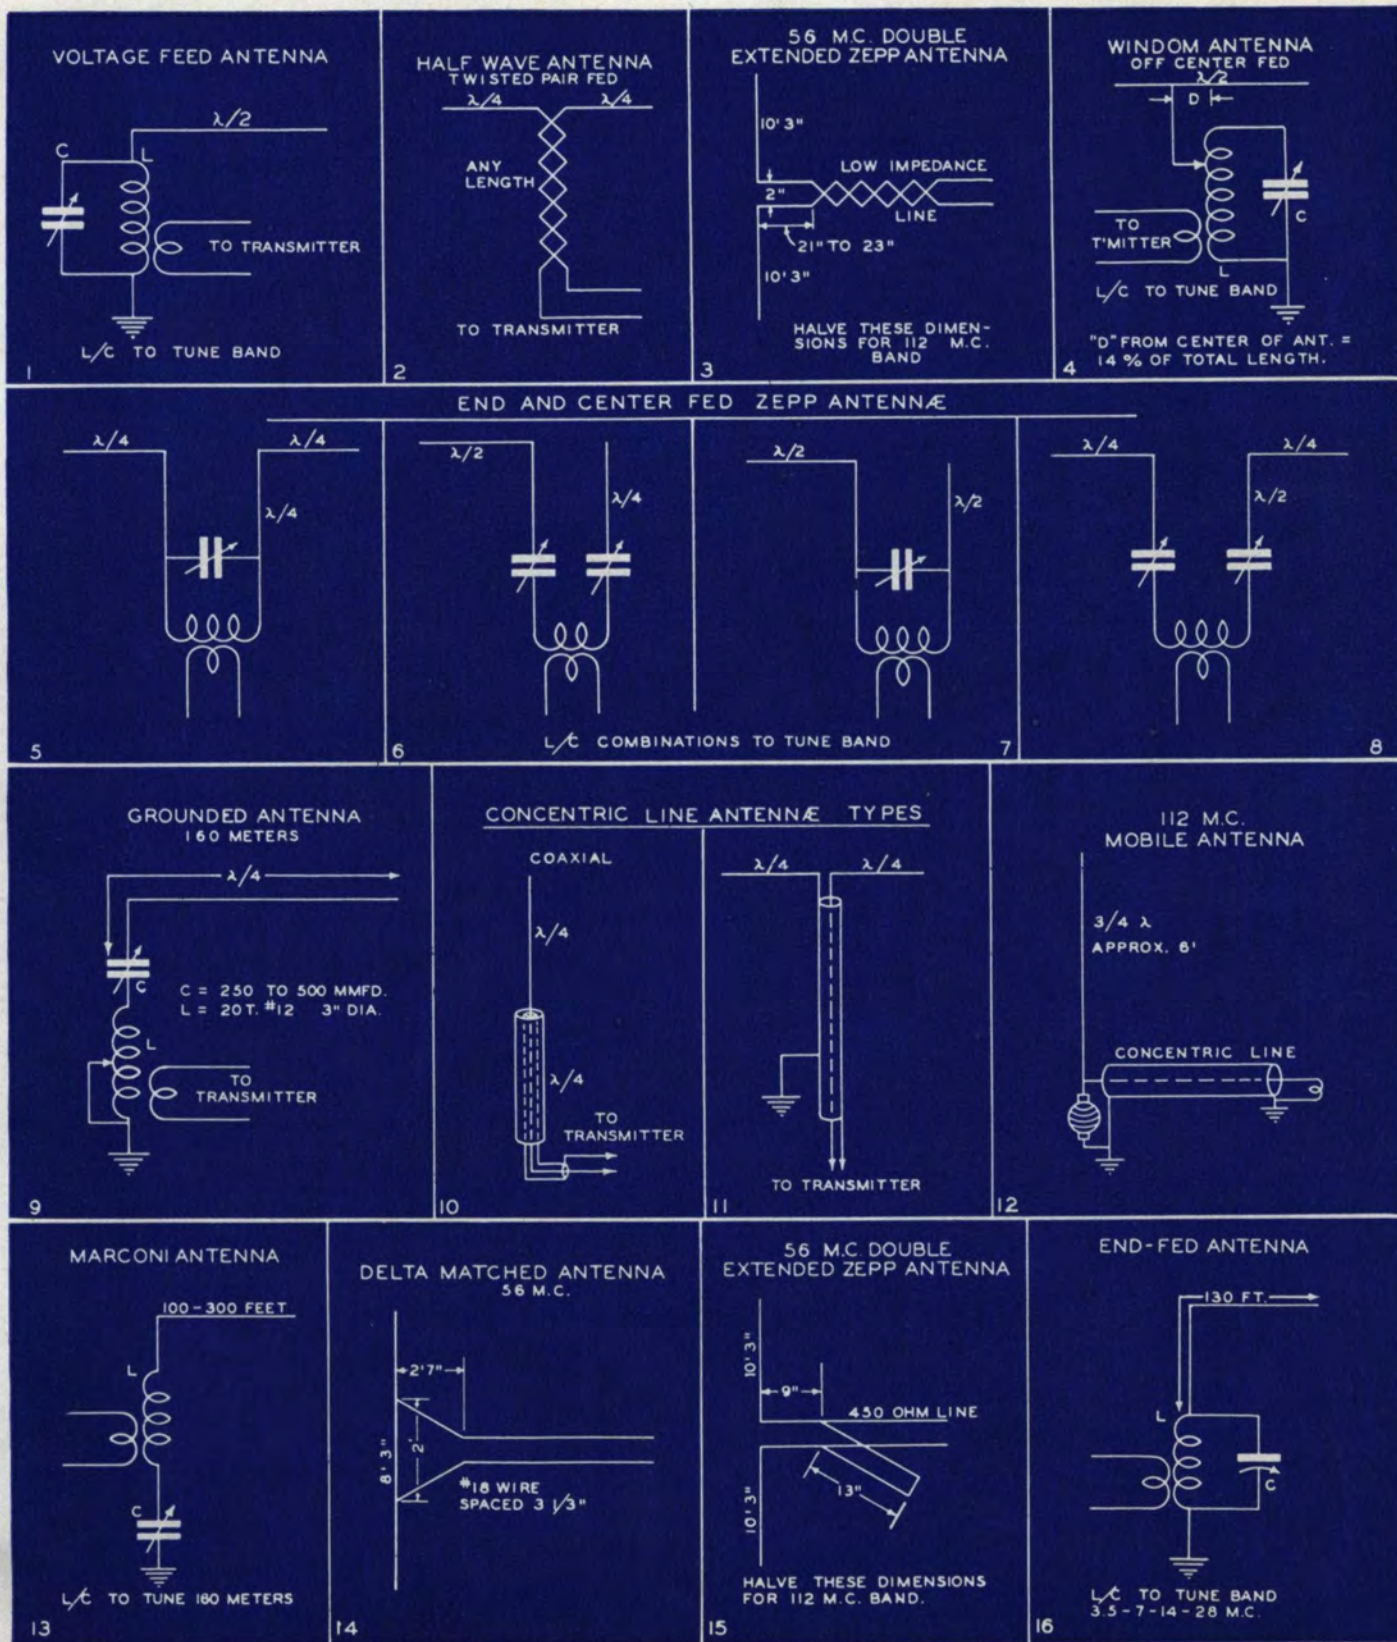 VOLTAGE FEED ANTENNA
λ/2
C
L
TO TRANSMITTER
L/C TO TUNE BAND
1
HALF WAVE ANTENNA
TWISTED PAIR FED
λ/4
λ/4
ANY
LENGTH
TO TRANSMITTER
2
56 M.C. DOUBLE
EXTENDED ZEPP ANTENNA
10'3"
LOW IMPEDANCE
2"
LINE
21" TO 23"
10'3"
HALVE THESE DIMEN-
SIONS FOR 112 M.C.
BAND
3
WINDOM ANTENNA
OFF CENTER FED
λ/2
D
TO
T'MITTER
C
L
L/C TO TUNE BAND
"D" FROM CENTER OF ANT. =
14 % OF TOTAL LENGTH.
4
END AND CENTER FED ZEPP ANTENNÆ
λ/4
λ/4
λ/4
5
λ/2
λ/4
6
λ/2
λ/2
7
L/C COMBINATIONS TO TUNE BAND
λ/4
λ/4
λ/2
8
GROUNDED ANTENNA
160 METERS
λ/4
C
C = 250 TO 500 MMFD.
L = 20T. #12 3" DIA.
L
TO
TRANSMITTER
9
CONCENTRIC LINE ANTENNÆ TYPES
COAXIAL
λ/4
λ/4
TO
TRANSMITTER
10
λ/4
λ/4
TO TRANSMITTER
11
112 M.C.
MOBILE ANTENNA
3/4 λ
APPROX. 6'
CONCENTRIC LINE
12
MARCONI ANTENNA
100-300 FEET
L
C
L/C TO TUNE 160 METERS
13
DELTA MATCHED ANTENNA
56 M.C.
2'7"
2'
8' 3"
#18 WIRE
SPACED 3 1/3"
14
56 M.C. DOUBLE
EXTENDED ZEPP ANTENNA
10' 3"
9"
450 OHM LINE
13"
10'3"
HALVE THESE DIMENSIONS
FOR 112 M.C. BAND.
15
END-FED ANTENNA
130 FT.
L
C
L/C TO TUNE BAND
3.5-7-14-28 M.C.
16